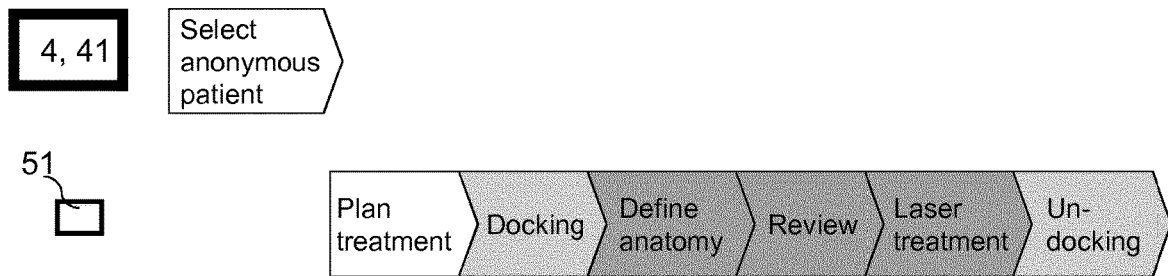 4, 41
Select
anonymous
patient
51
Plan
treatment
Docking
Define
anatomy
Review
Laser
treatment
Un-
docking